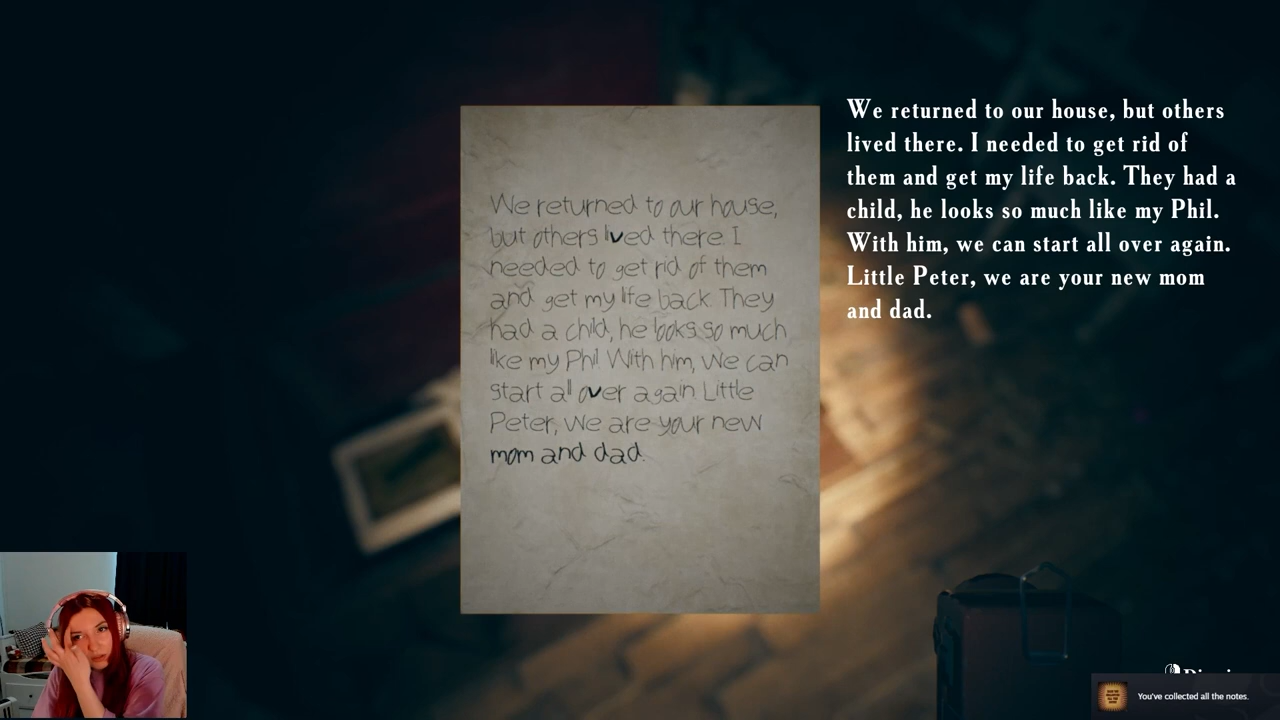 We returned to our house,
but others lived there. I
needed to get rid of them
and get my life back. They
had a child, he looks so much
like my Phil. With him, we can
start all over again. Little
Peter, we are your new
mom and dad.
We returned to our house, but others
lived there. I needed to get rid of
them and get my life back. They had a
child, he looks so much like my Phil.
With him, we can start all over again.
Little Peter, we are your new mom
and dad.
You've collected all the notes.